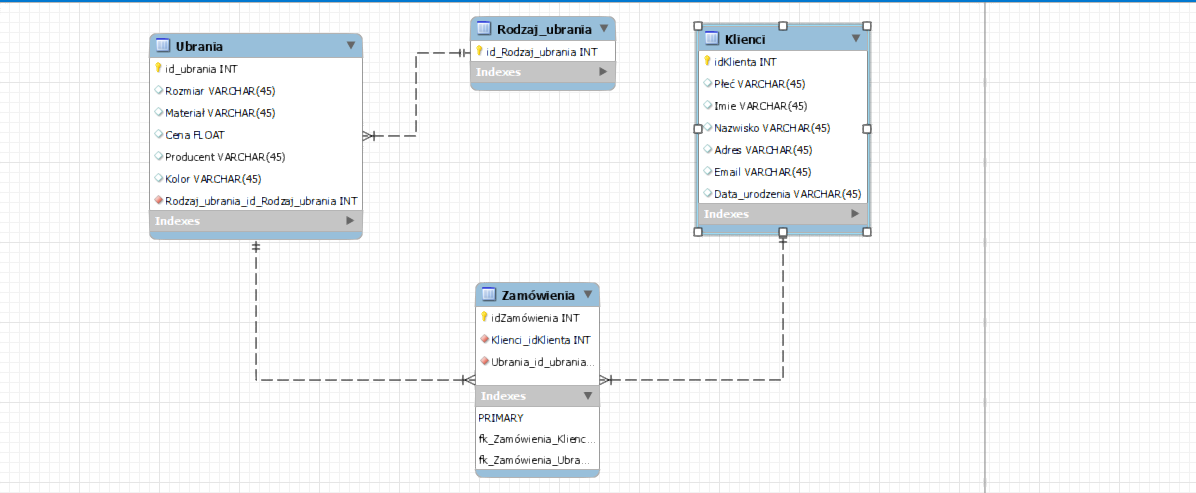 Ubrania
id_ubrania INT
Rozmiar VARCHAR(45)
Materiał VARCHAR(45)
Cena FLOAT
Producent VARCHAR(45)
Kolor VARCHAR(45)
Rodzaj_ubrania_id_Rodzaj_ubrania INT
Indexes
Rodzaj_ubrania
id_Rodzaj_ubrania INT
Indexes
Klienci
idKlienta INT
Płeć VARCHAR(45)
Imie VARCHAR(45)
Nazwisko VARCHAR(45)
Adres VARCHAR(45)
Email VARCHAR(45)
Data_urodzenia VARCHAR(45)
Indexes
Zamówienia
idZamówienia INT
Klienci_idKlienta INT
Ubrania_id_ubrania...
Indexes
PRIMARY
fk_Zamówienia_Klienc...
fk_Zamówienia_Ubra...